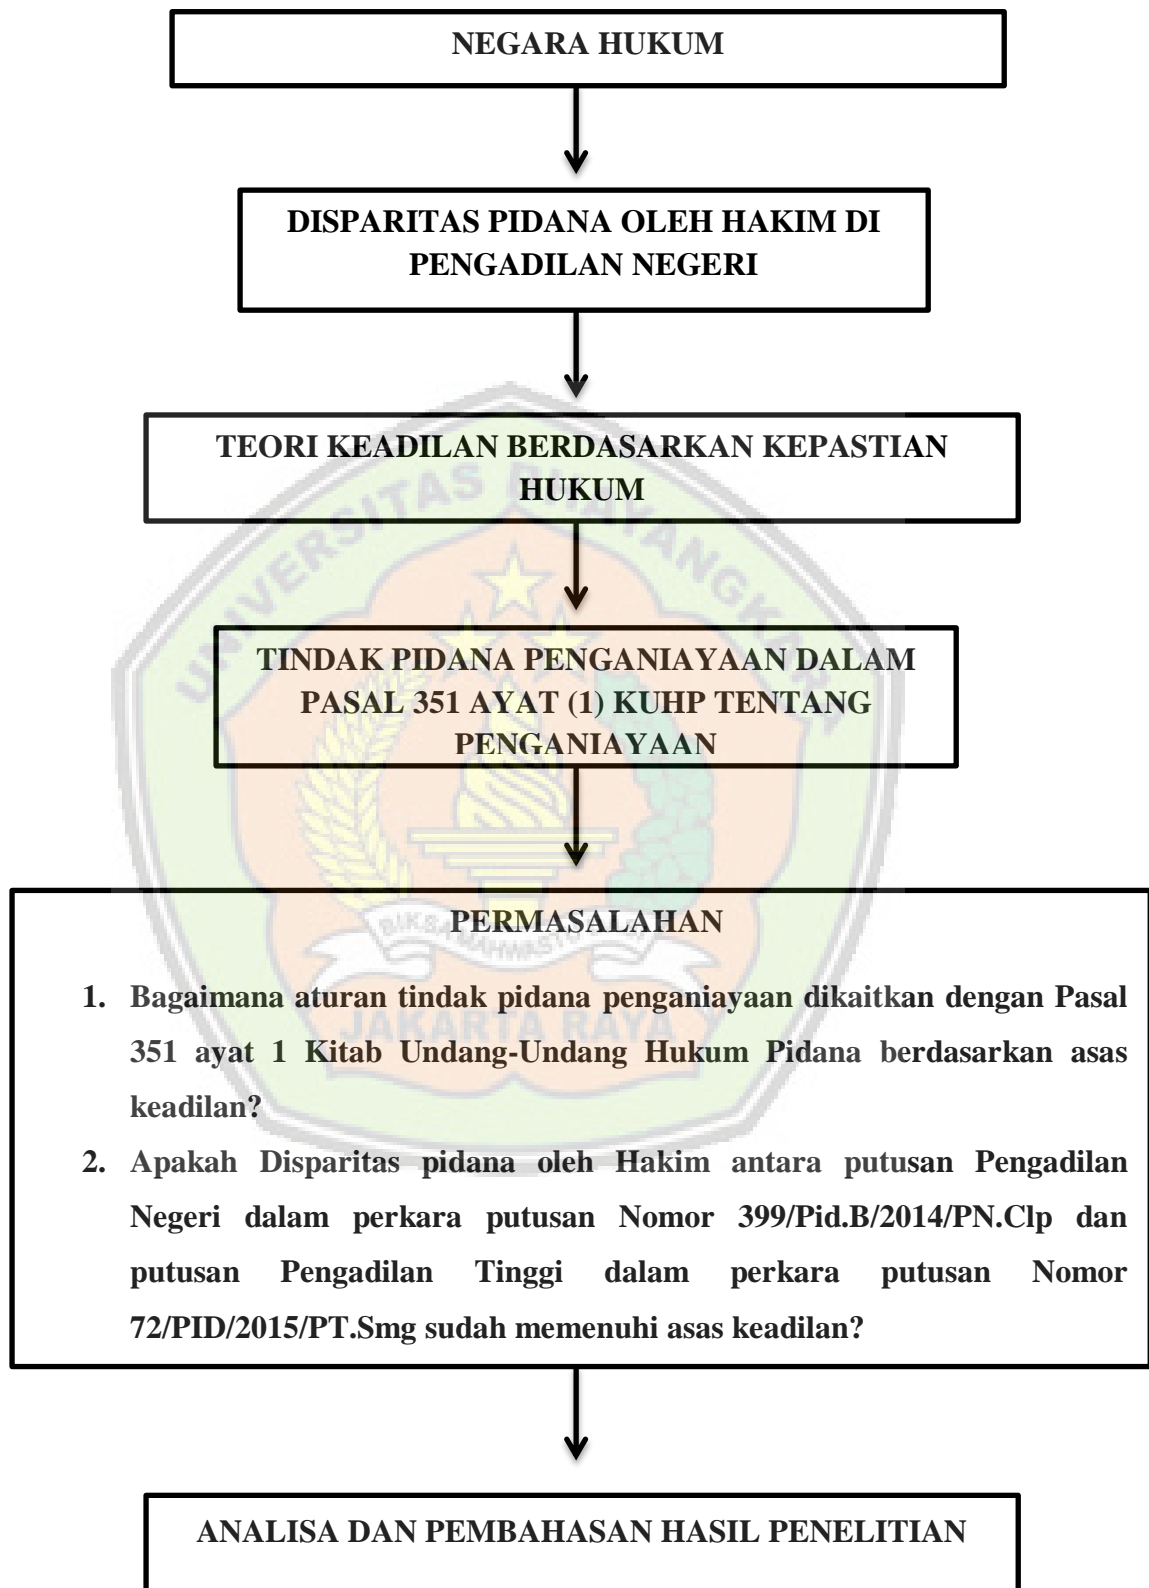 NEGARA HUKUM
DISPARITAS PIDANA OLEH HAKIM DI
PENGADILAN NEGERI
TEORI KEADILAN BERDASARKAN KEPASTIAN
HUKUM
UNIVERSITAS BHAYANGKARA
TINDAK PIDANA PENGANIAYAAN DALAM
PASAL 351 AYAT (1) KUHP TENTANG
PENGANIAYAAN
PERMASALAHAN
JAKARTA RAYA
1. Bagaimana aturan tindak pidana penganiayaan dikaitkan dengan Pasal
351 ayat 1 Kitab Undang-Undang Hukum Pidana berdasarkan asas
keadilan?
2. Apakah Disparitas pidana oleh Hakim antara putusan Pengadilan
Negeri dalam perkara putusan Nomor 399/Pid.B/2014/PN.Clp dan
putusan Pengadilan Tinggi dalam perkara putusan Nomor
72/PID/2015/PT.Smg sudah memenuhi asas keadilan?
ANALISA DAN PEMBAHASAN HASIL PENELITIAN